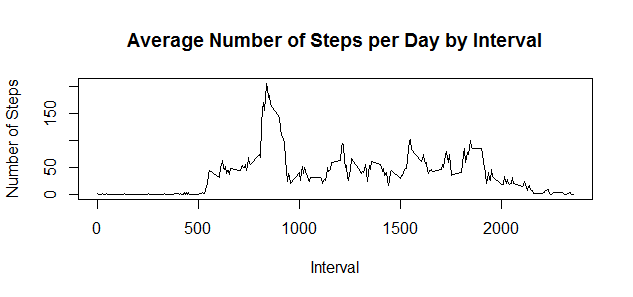 Average Number of Steps per Day by Interval
Number of Steps
150
50
0
0 500 1000 1500 2000
Interval